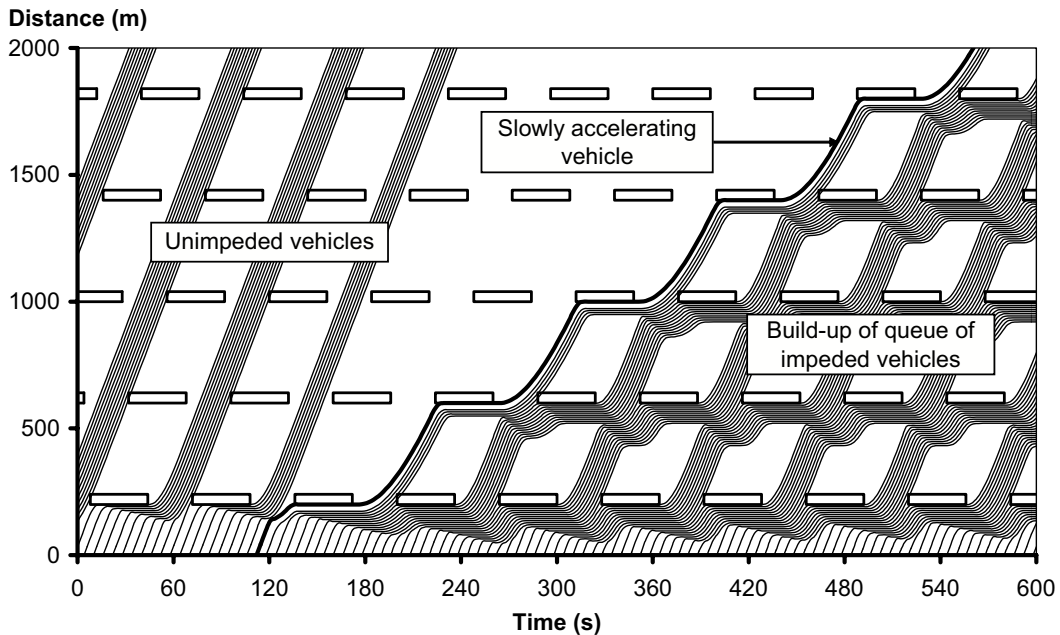 Distance (m)
2000
1500
1000
500
0
Slowly accelerating
vehicle
Unimpeded vehicles
Build-up of queue of
impeded vehicles
0 60 120 180 240 300 360 420 480 540 600
Time (s)